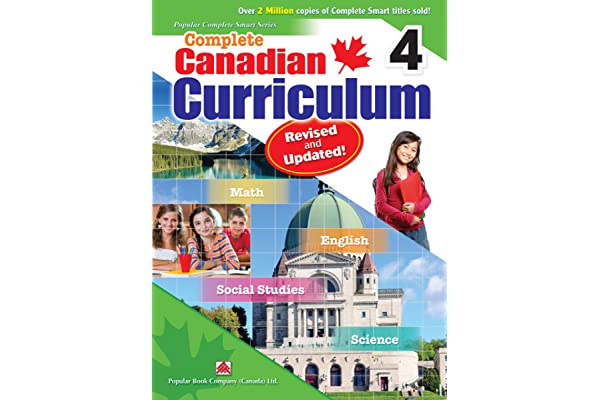 Over 2 Million copies of Complete Smart titles sold!
Popular Complete Smart Series
Complete
Canadian
Curriculum
4
Revised
and
Updated!
Math
English
Social Studies
Science
Popular Book Company (Canada) Ltd.